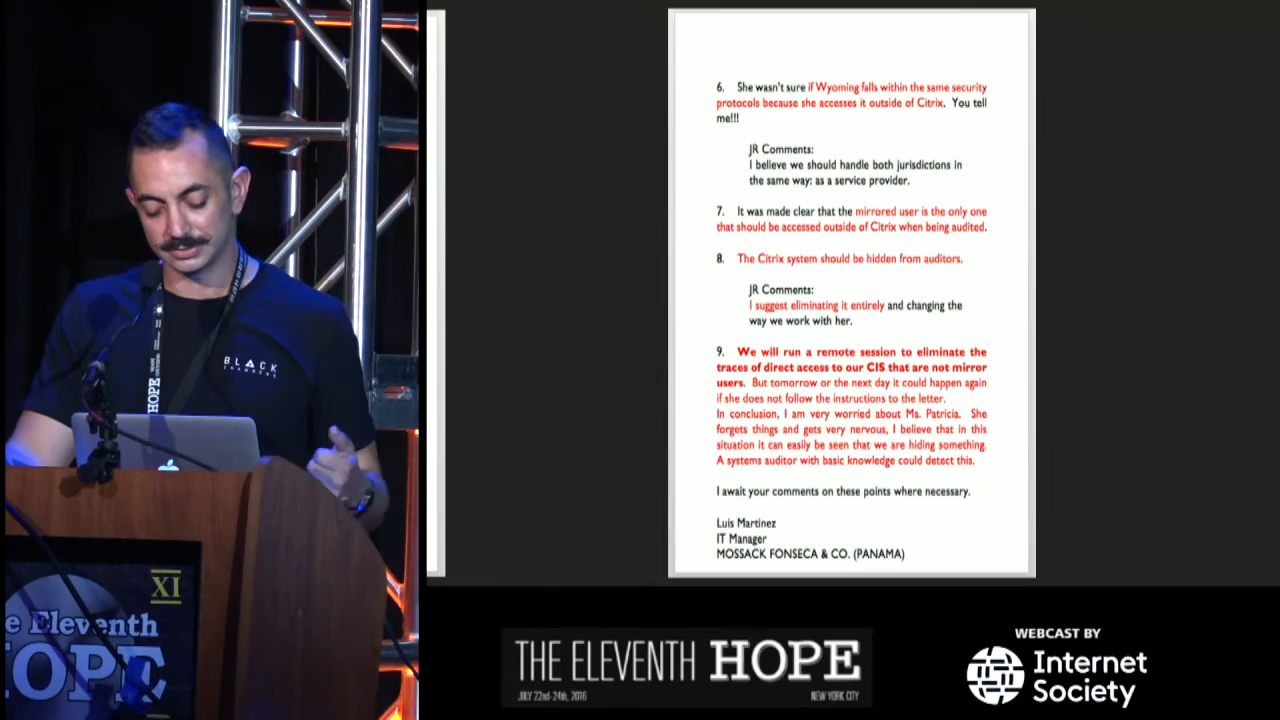 6. She wasn't sure if Wyoming falls within the same security
protocols because she accesses it outside of Citrix. You tell
me!!!
JR Comments:
I believe we should handle both jurisdictions in
the same way: as a service provider.
7. It was made clear that the mirrored user is the only one
that should be accessed outside of Citrix when being audited.
8. The Citrix system should be hidden from auditors.
JR Comments:
I suggest eliminating it entirely and changing the
way we work with her.
9. We will run a remote session to eliminate the
traces of direct access to our CIS that are not mirror
users. But tomorrow or the next day it could happen again
if she does not follow the instructions to the letter.
In conclusion, I am very worried about Ms. Patricia. She
forgets things and gets very nervous, I believe that in this
situation it can easily be seen that we are hiding something.
A systems auditor with basic knowledge could detect this.
I await your comments on these points where necessary.
Luis Martinez
IT Manager
MOSSACK FONSECA & CO. (PANAMA)
BLACK
CHAMBERS
HOPE
XI
e Eleventh
OPE
THE ELEVENTH HOPE
JULY 22nd-24th, 2016
NEW YORK CITY
WEBCAST BY
Internet
Society